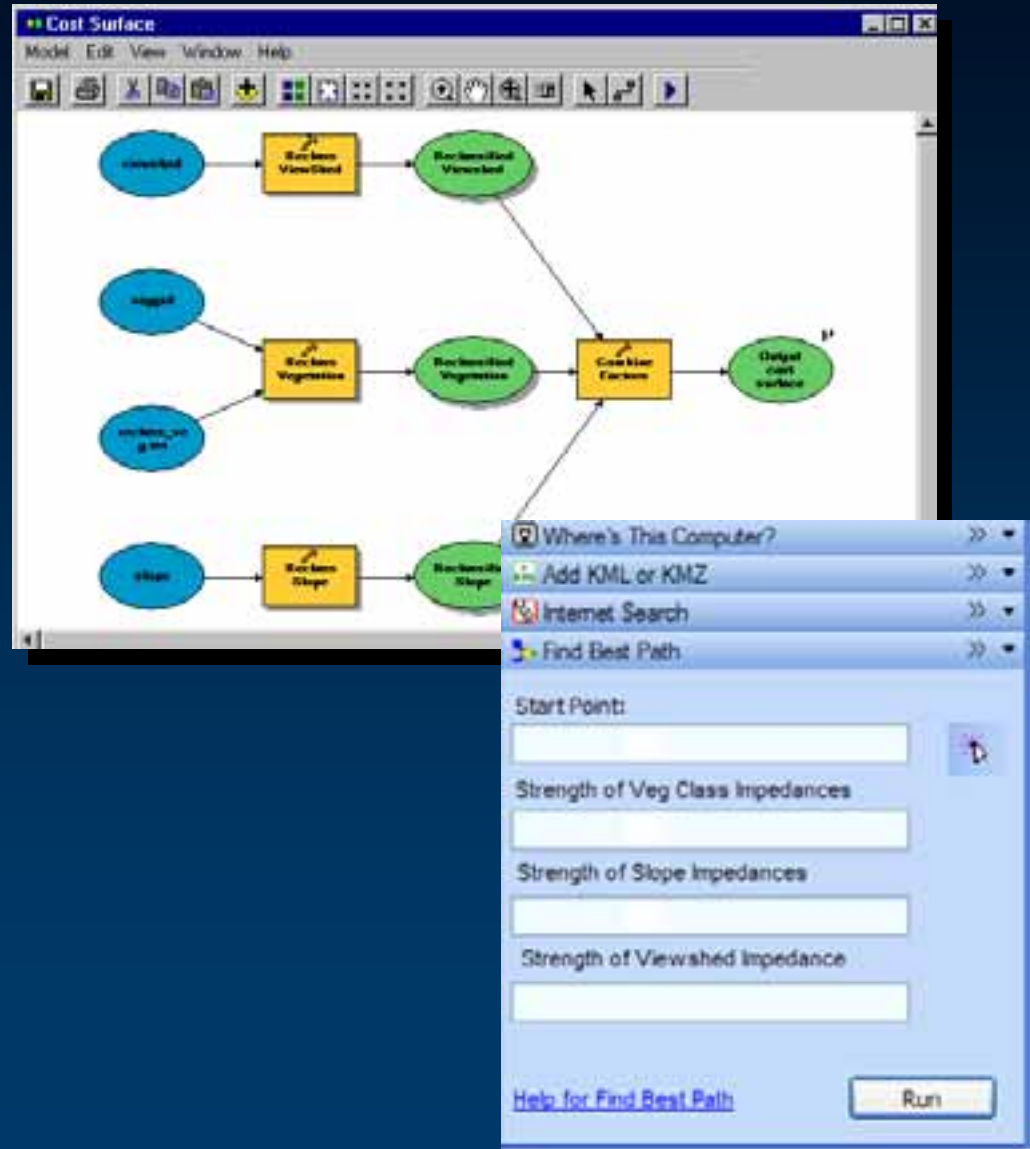 Cost Surface
Model Edit View Window Help
viewshed
Reclass
ViewShed
Reclassified
Viewshed
Reclass
Vegetation
Reclassified
Vegetation
Combine
Factors
Output
cost
surface
slope
Reclass
Slope
Slope
Where's This Computer?
Add KML or KMZ
Internet Search
Find Best Path
Start Point:
Strength of Veg Class Impedances
Strength of Slope Impedances
Strength of Viewshed Impedance
Help for Find Best Path
Run